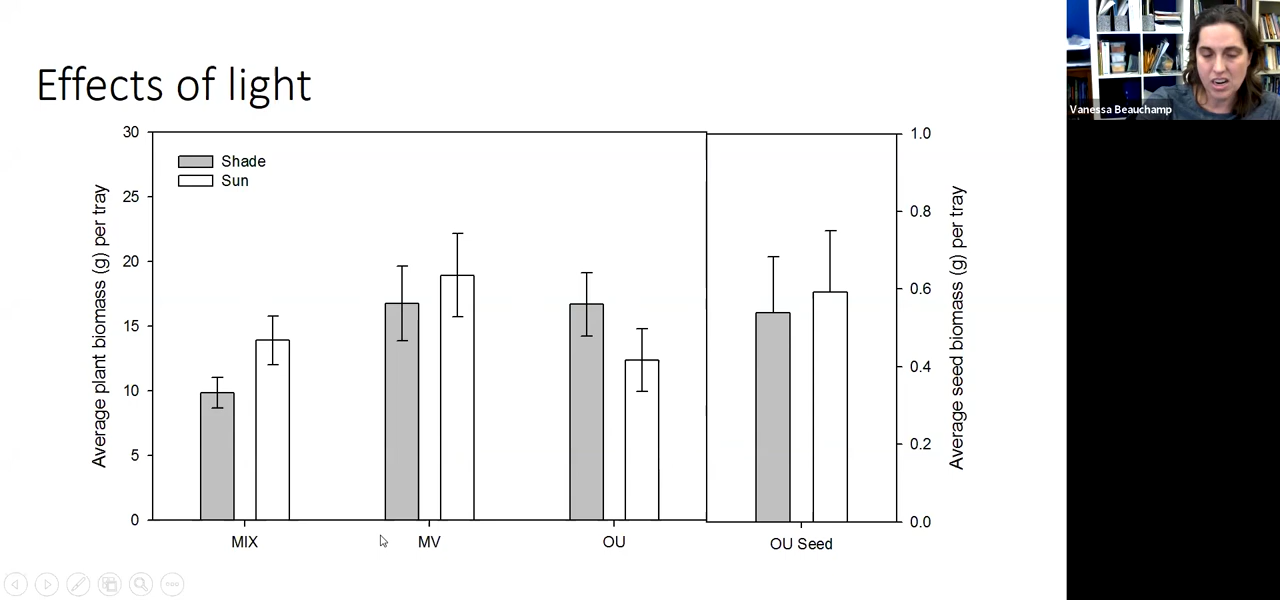 Effects of light
Vanessa Beauchamp
Shade
Sun
Average plant biomass (g) per tray
30
25
20
15
10
5
0
MIX
MV
OU
OU Seed
1.0
0.8
0.6
0.4
0.2
0.0
Average seed biomass (g) per tray